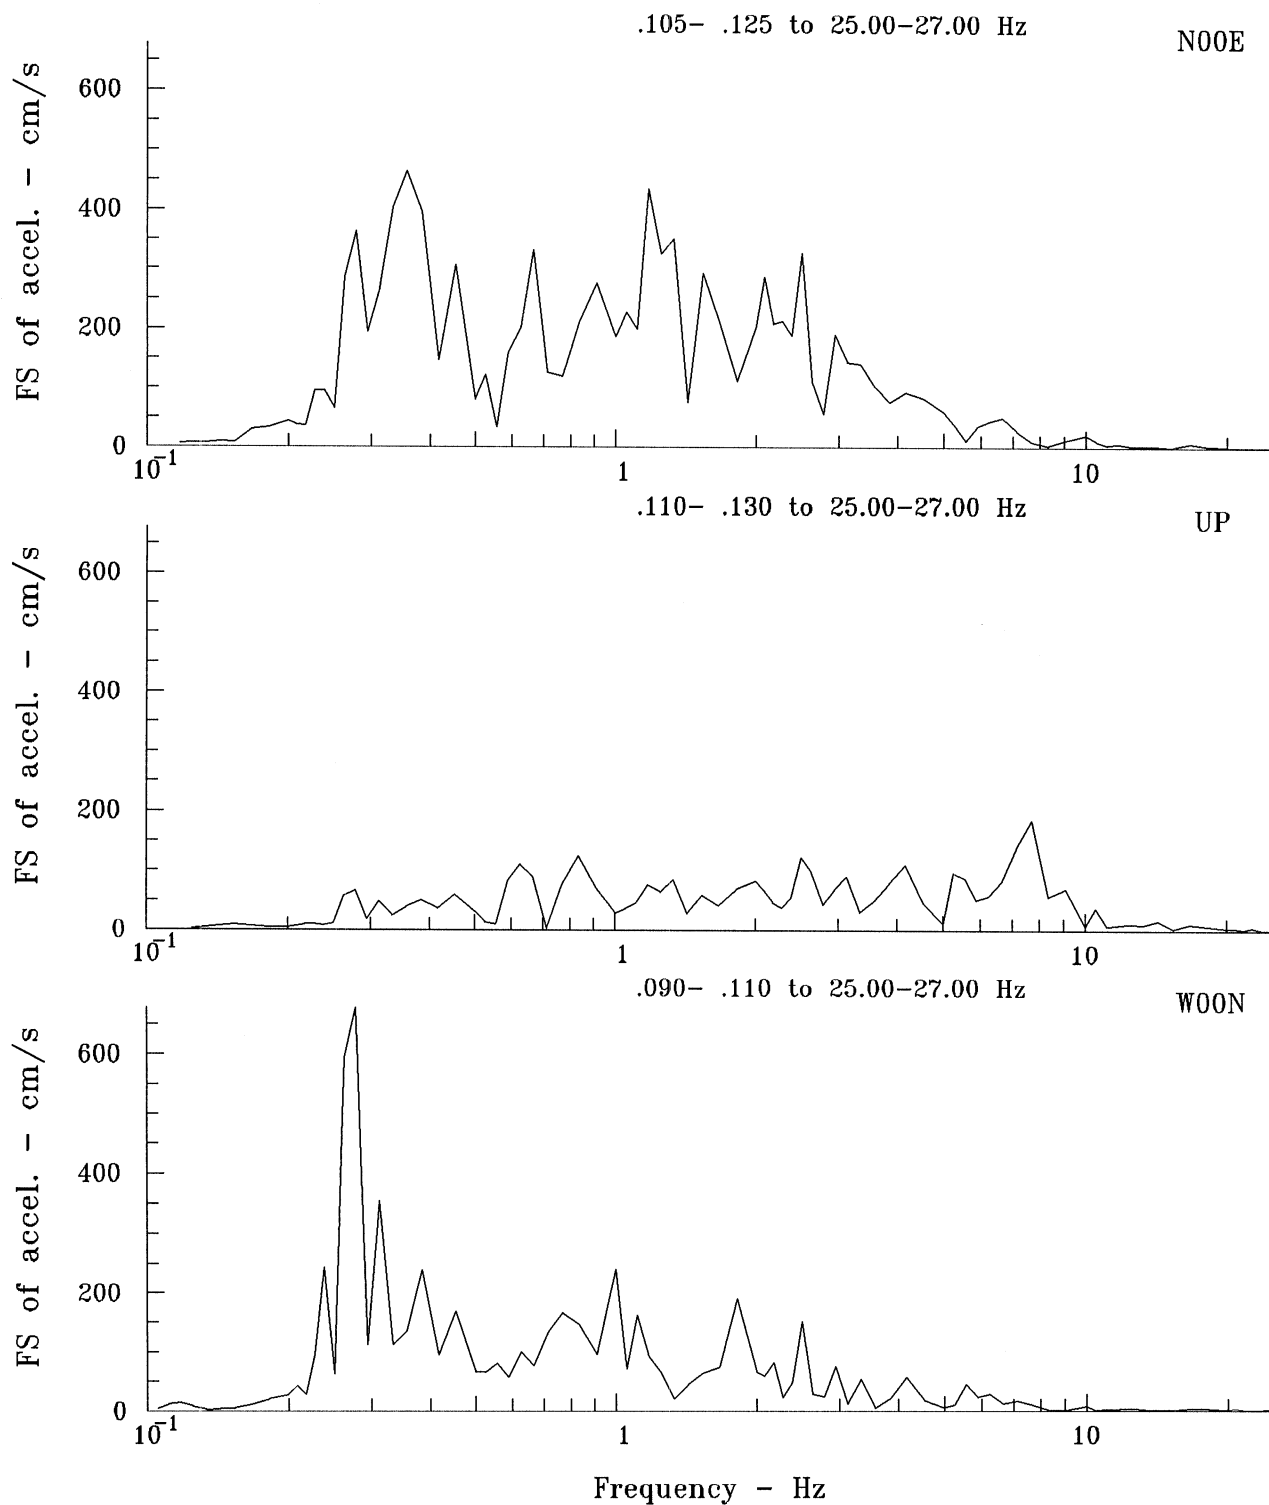 .105- .125 to 25.00-27.00 Hz
N00E
FS of accel. - cm/s
600
400
200
0
10⁻¹
1
10
.110- .130 to 25.00-27.00 Hz
UP
FS of accel. - cm/s
600
400
200
0
10⁻¹
1
10
.090- .110 to 25.00-27.00 Hz
W00N
FS of accel. - cm/s
600
400
200
0
10⁻¹
1
10
Frequency - Hz